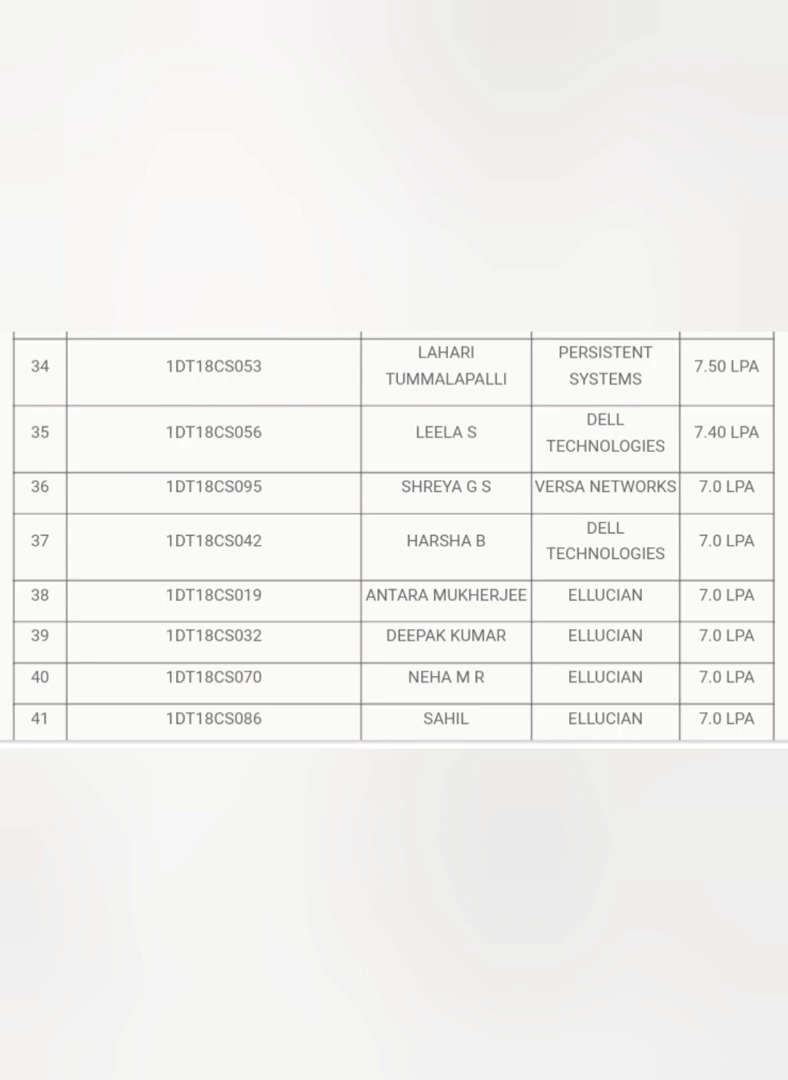 34 1DT18CS053 LAHARI TUMMALAPALLI PERSISTENT SYSTEMS 7.50 LPA
35 1DT18CS056 LEELA S DELL TECHNOLOGIES 7.40 LPA
36 1DT18CS095 SHREYA G S VERSA NETWORKS 7.0 LPA
37 1DT18CS042 HARSHA B DELL TECHNOLOGIES 7.0 LPA
38 1DT18CS019 ANTARA MUKHERJEE ELLUCIAN 7.0 LPA
39 1DT18CS032 DEEPAK KUMAR ELLUCIAN 7.0 LPA
40 1DT18CS070 NEHA M R ELLUCIAN 7.0 LPA
41 1DT18CS086 SAHIL ELLUCIAN 7.0 LPA